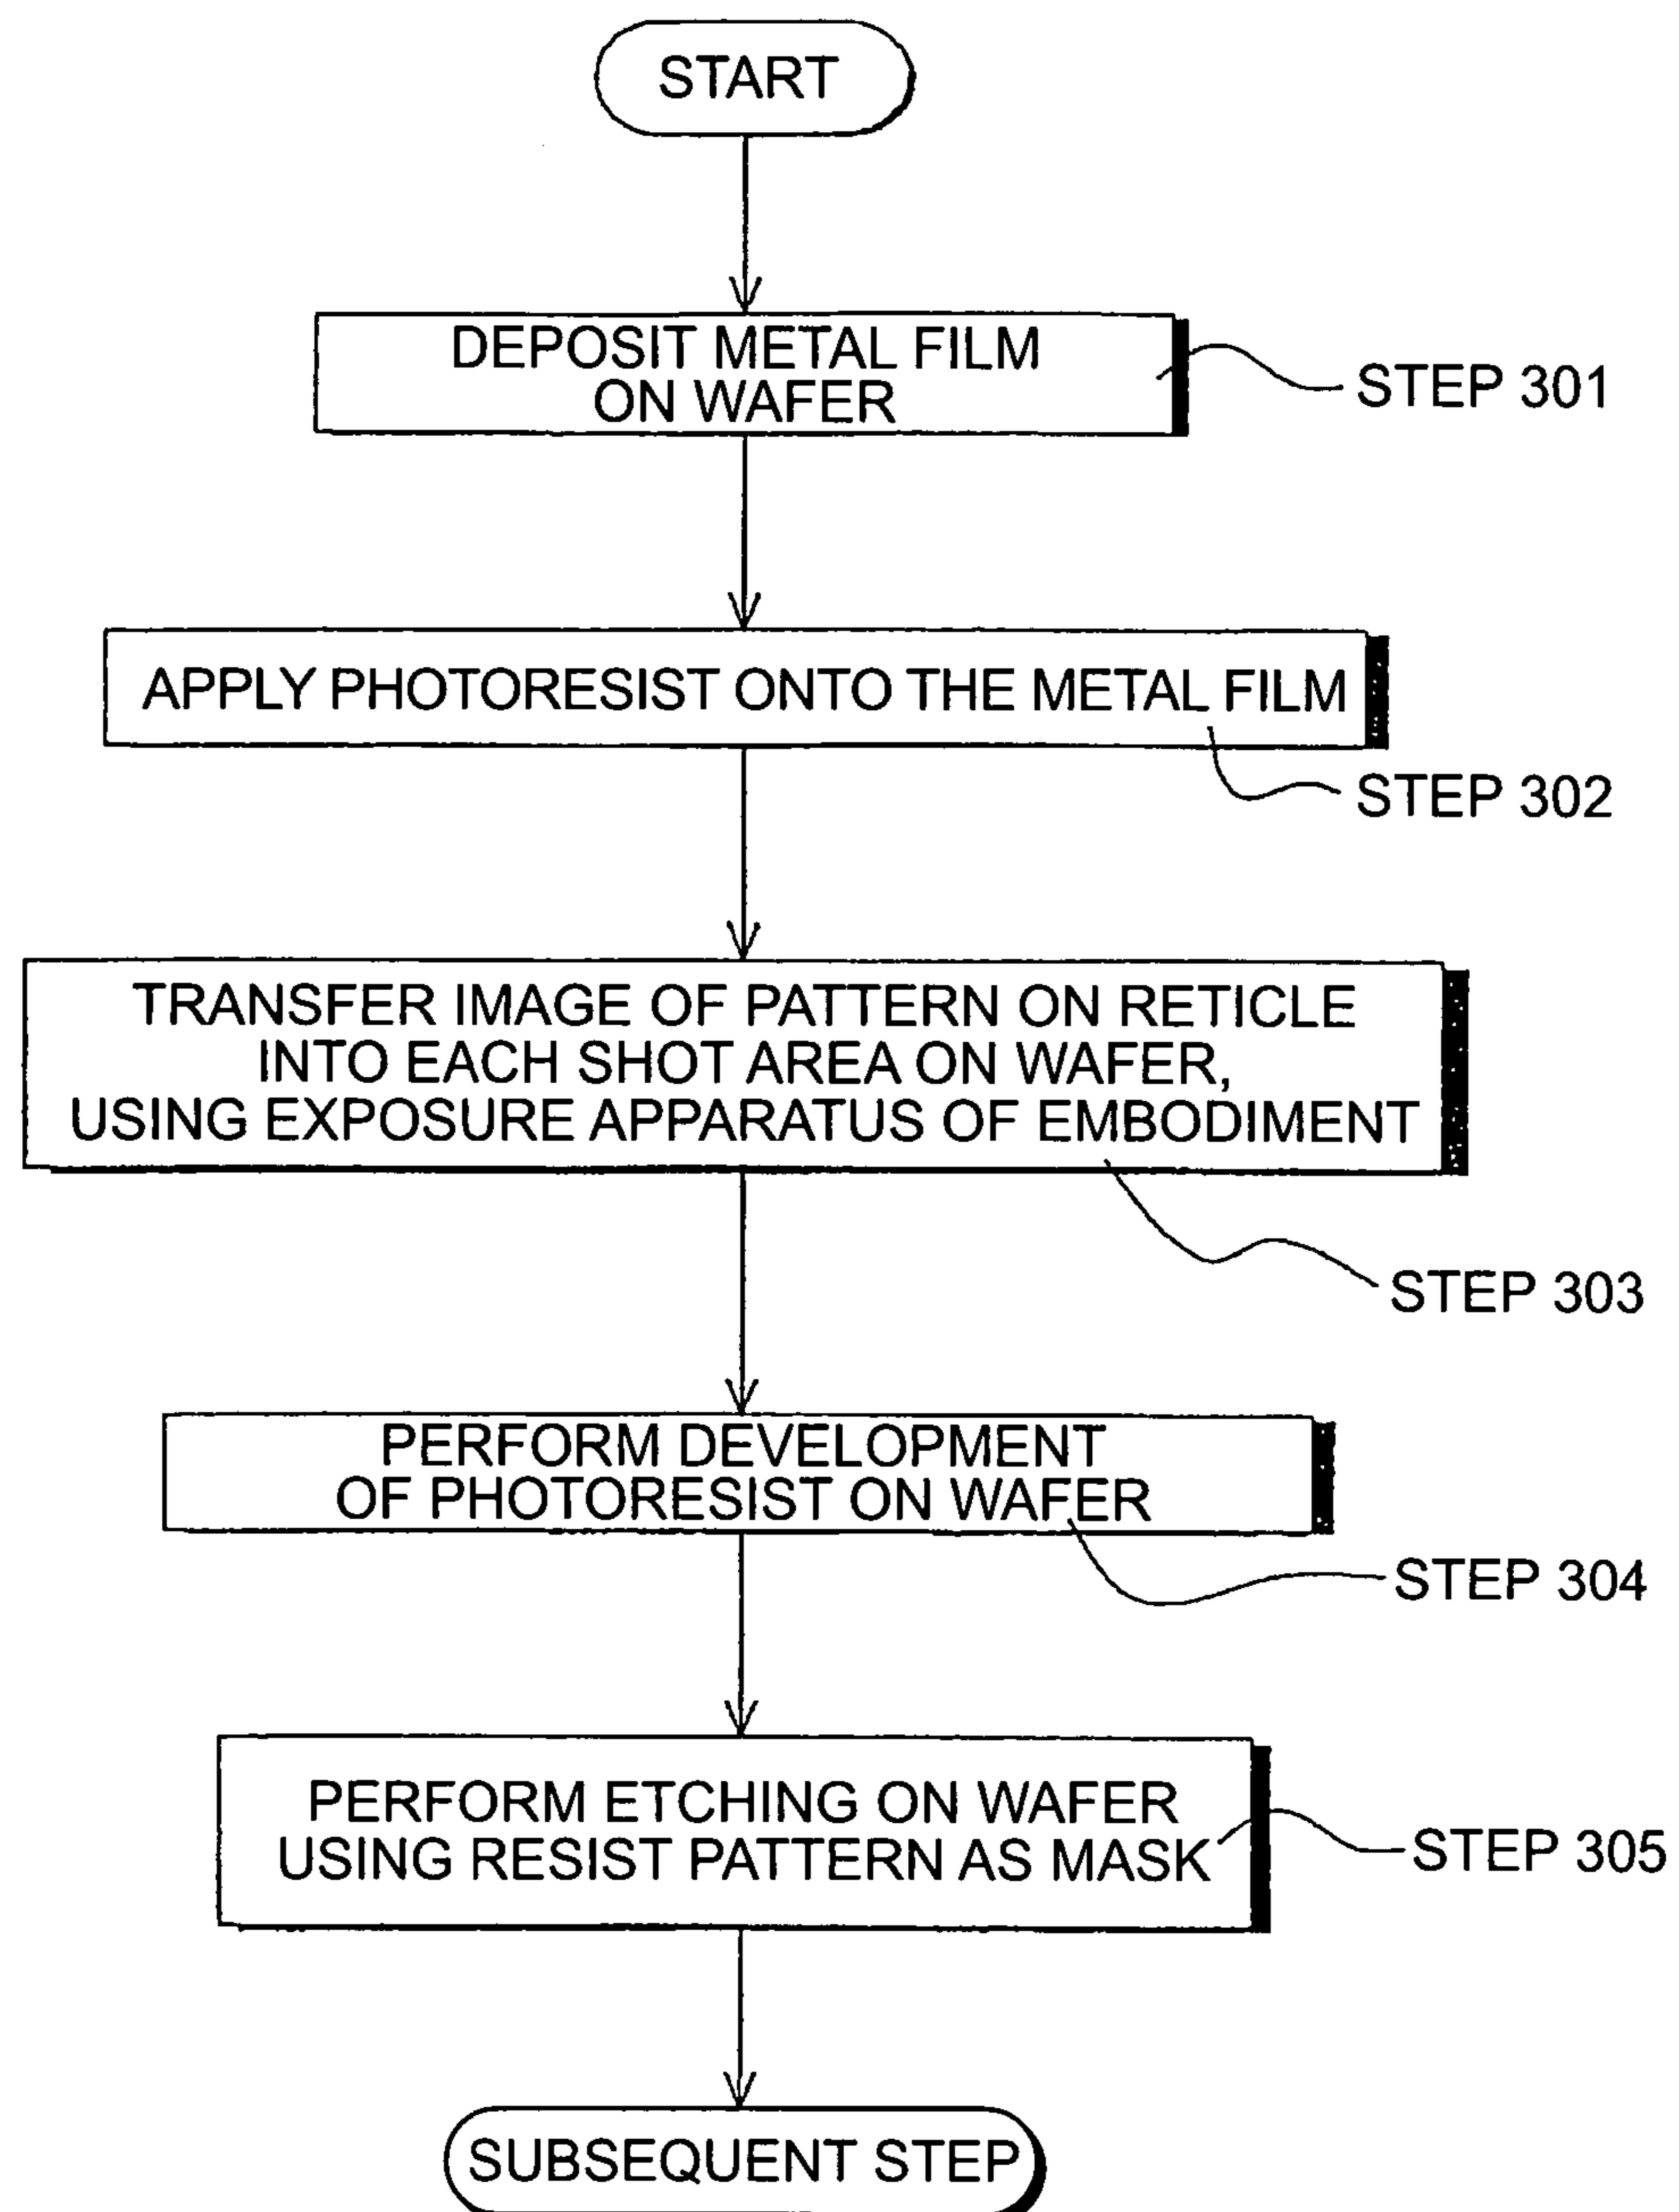 START
DEPOSIT METAL FILM
ON WAFER
STEP 301
APPLY PHOTORESIST ONTO THE METAL FILM
STEP 302
TRANSFER IMAGE OF PATTERN ON RETICLE
INTO EACH SHOT AREA ON WAFER,
USING EXPOSURE APPARATUS OF EMBODIMENT
STEP 303
PERFORM DEVELOPMENT
OF PHOTORESIST ON WAFER
STEP 304
PERFORM ETCHING ON WAFER
USING RESIST PATTERN AS MASK
STEP 305
SUBSEQUENT STEP